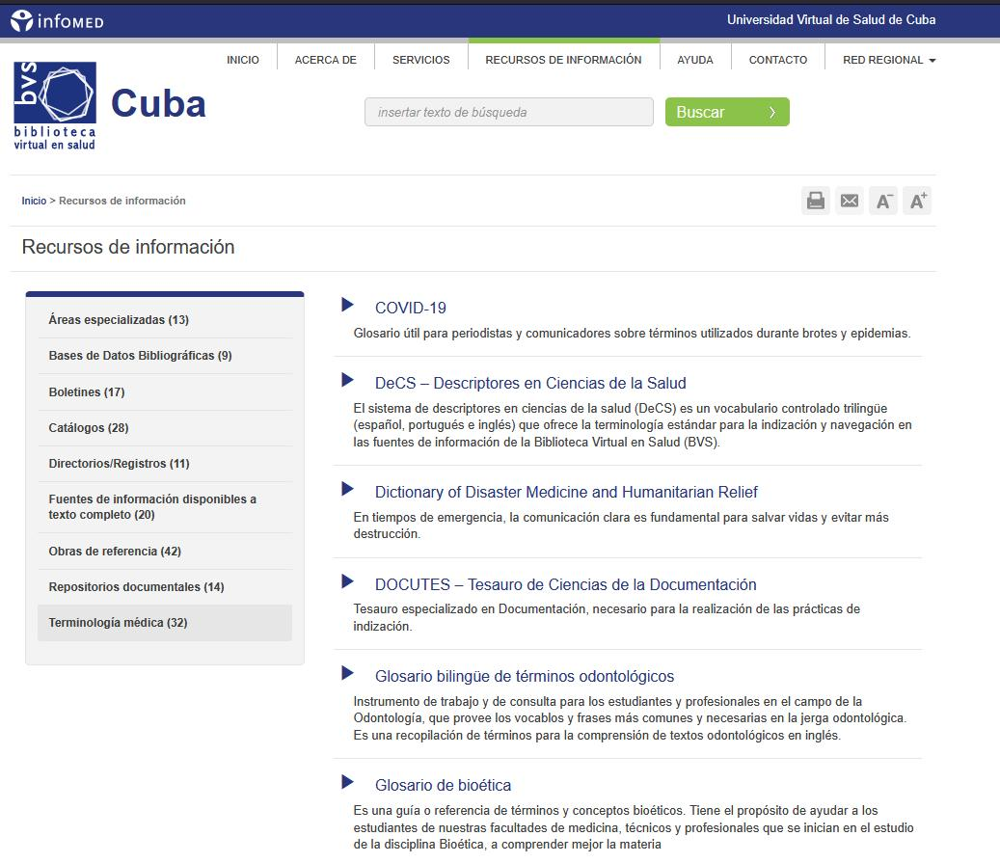 infoMED
Universidad Virtual de Salud de Cuba
INICIO
ACERCA DE
SERVICIOS
RECURSOS DE INFORMACIÓN
AYUDA
CONTACTO
RED REGIONAL
bvs
biblioteca
virtual en salud
Cuba
insertar texto de búsqueda
Buscar
Inicio > Recursos de información
A-
A+
Recursos de información
Áreas especializadas (13)
Bases de Datos Bibliográficas (9)
Boletines (17)
Catálogos (28)
Directorios/Registros (11)
Fuentes de información disponibles a
texto completo (20)
Obras de referencia (42)
Repositorios documentales (14)
Terminología médica (32)
COVID-19
Glosario útil para periodistas y comunicadores sobre términos utilizados durante brotes y epidemias.
DeCS – Descriptores en Ciencias de la Salud
El sistema de descriptores en ciencias de la salud (DeCS) es un vocabulario controlado trilingüe
(español, portugués e inglés) que ofrece la terminología estándar para la indización y navegación en
las fuentes de información de la Biblioteca Virtual en Salud (BVS).
Dictionary of Disaster Medicine and Humanitarian Relief
En tiempos de emergencia, la comunicación clara es fundamental para salvar vidas y evitar más
destrucción.
DOCUTES – Tesauro de Ciencias de la Documentación
Tesauro especializado en Documentación, necesario para la realización de las prácticas de
indización.
Glosario bilingüe de términos odontológicos
Instrumento de trabajo y de consulta para los estudiantes y profesionales en el campo de la
Odontología, que provee los vocablos y frases más comunes y necesarias en la jerga odontológica.
Es una recopilación de términos para la comprensión de textos odontológicos en inglés.
Glosario de bioética
Es una guía o referencia de términos y conceptos bioéticos. Tiene el propósito de ayudar a los
estudiantes de nuestras facultades de medicina, técnicos y profesionales que se inician en el estudio
de la disciplina Bioética, a comprender mejor la materia